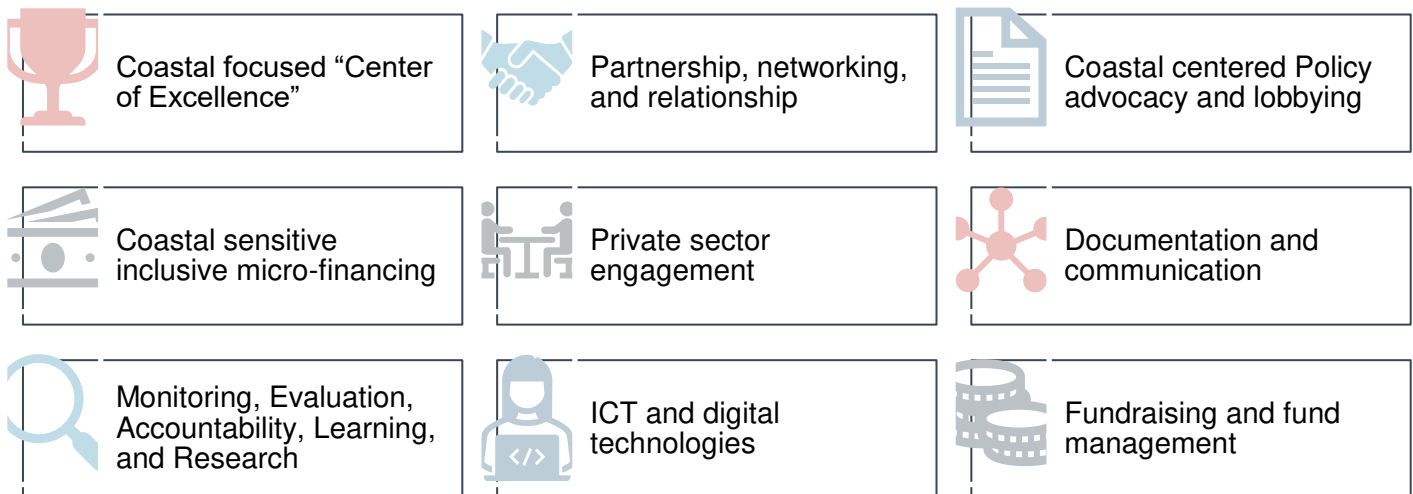 Coastal focused “Center
of Excellence”
Partnership, networking,
and relationship
Coastal centered Policy
advocacy and lobbying
Coastal sensitive
inclusive micro-financing
Private sector
engagement
Documentation and
communication
Monitoring, Evaluation,
Accountability, Learning,
and Research
</>
ICT and digital
technologies
Fundraising and fund
management